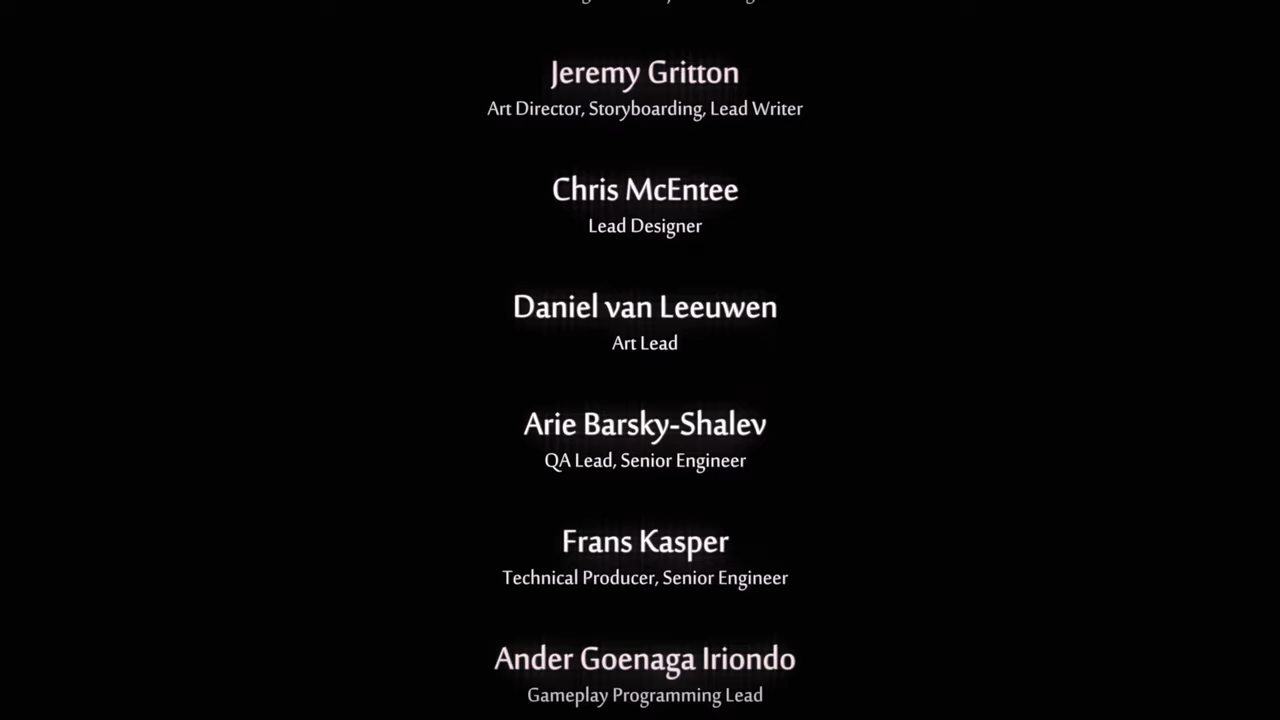 Jeremy Gritton
Art Director, Storyboarding, Lead Writer
Chris McEntee
Lead Designer
Daniel van Leeuwen
Art Lead
Arie Barsky-Shalev
QA Lead, Senior Engineer
Frans Kasper
Technical Producer, Senior Engineer
Ander Goenaga Iriondo
Gameplay Programming Lead